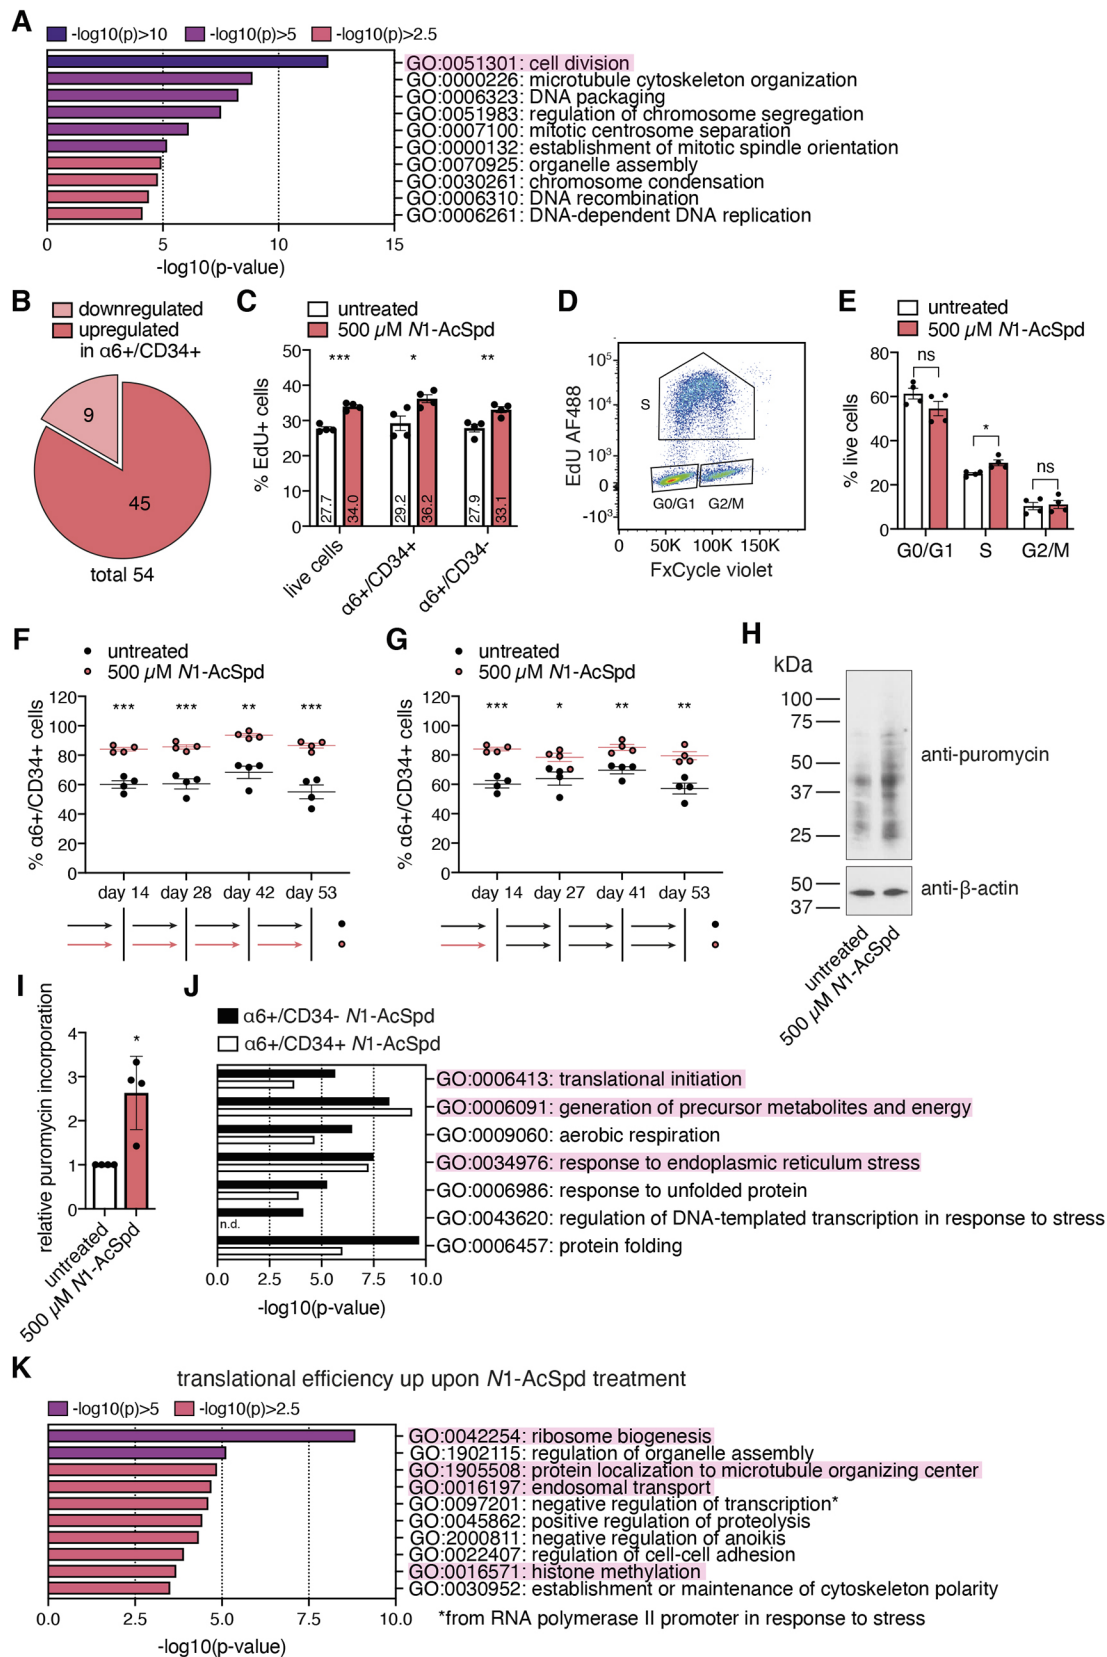 A
-log10(p)>10 -log10(p)>5 -log10(p)>2.5
GO:0051301: cell division
GO:0000226: microtubule cytoskeleton organization
GO:0006323: DNA packaging
GO:0051983: regulation of chromosome segregation
GO:0007100: mitotic centrosome separation
GO:0000132: establishment of mitotic spindle orientation
GO:0070925: organelle assembly
GO:0030261: chromosome condensation
GO:0006310: DNA recombination
GO:0006261: DNA-dependent DNA replication
0 5 10 15
-log10(p-value)
B
downregulated
upregulated
in α6+/CD34+
9
45
total 54
C
untreated
500 µM N1-AcSpd
% EdU+ cells
50
40
30
20
10
0
*** * **
27.7 34.0 29.2 36.2 27.9 33.1
live cells
α6+/CD34+
α6+/CD34-
D
EdU AF488
10⁵
10⁴
10³
0
-10³
S
G0/G1 G2/M
0 50K 100K 150K
FxCycle violet
E
untreated
500 µM N1-AcSpd
% live cells
80
60
40
20
0
ns * ns
G0/G1 S G2/M
F
untreated
500 µM N1-AcSpd
% α6+/CD34+ cells
120
100
80
60
40
20
0
*** *** ** ***
day 14 day 28 day 42 day 53
G
untreated
500 µM N1-AcSpd
% α6+/CD34+ cells
120
100
80
60
40
20
0
*** * ** **
day 14 day 27 day 41 day 53
H
kDa
100
75
50
37
25
anti-puromycin
50
37
anti-β-actin
untreated
500 µM N1-AcSpd
I
relative puromycin incorporation
4
3
2
1
0
*
untreated
500 µM N1-AcSpd
J
α6+/CD34- N1-AcSpd
α6+/CD34+ N1-AcSpd
GO:0006413: translational initiation
GO:0006091: generation of precursor metabolites and energy
GO:0009060: aerobic respiration
GO:0034976: response to endoplasmic reticulum stress
GO:0006986: response to unfolded protein
GO:0043620: regulation of DNA-templated transcription in response to stress
n.d.
GO:0006457: protein folding
0.0 2.5 5.0 7.5 10.0
-log10(p-value)
K
translational efficiency up upon N1-AcSpd treatment
-log10(p)>5 -log10(p)>2.5
GO:0042254: ribosome biogenesis
GO:1902115: regulation of organelle assembly
GO:1905508: protein localization to microtubule organizing center
GO:0016197: endosomal transport
GO:0097201: negative regulation of transcription*
GO:0045862: positive regulation of proteolysis
GO:2000811: negative regulation of anoikis
GO:0022407: regulation of cell-cell adhesion
GO:0016571: histone methylation
GO:0030952: establishment or maintenance of cytoskeleton polarity
0.0 2.5 5.0 7.5 10.0
*from RNA polymerase II promoter in response to stress
-log10(p-value)